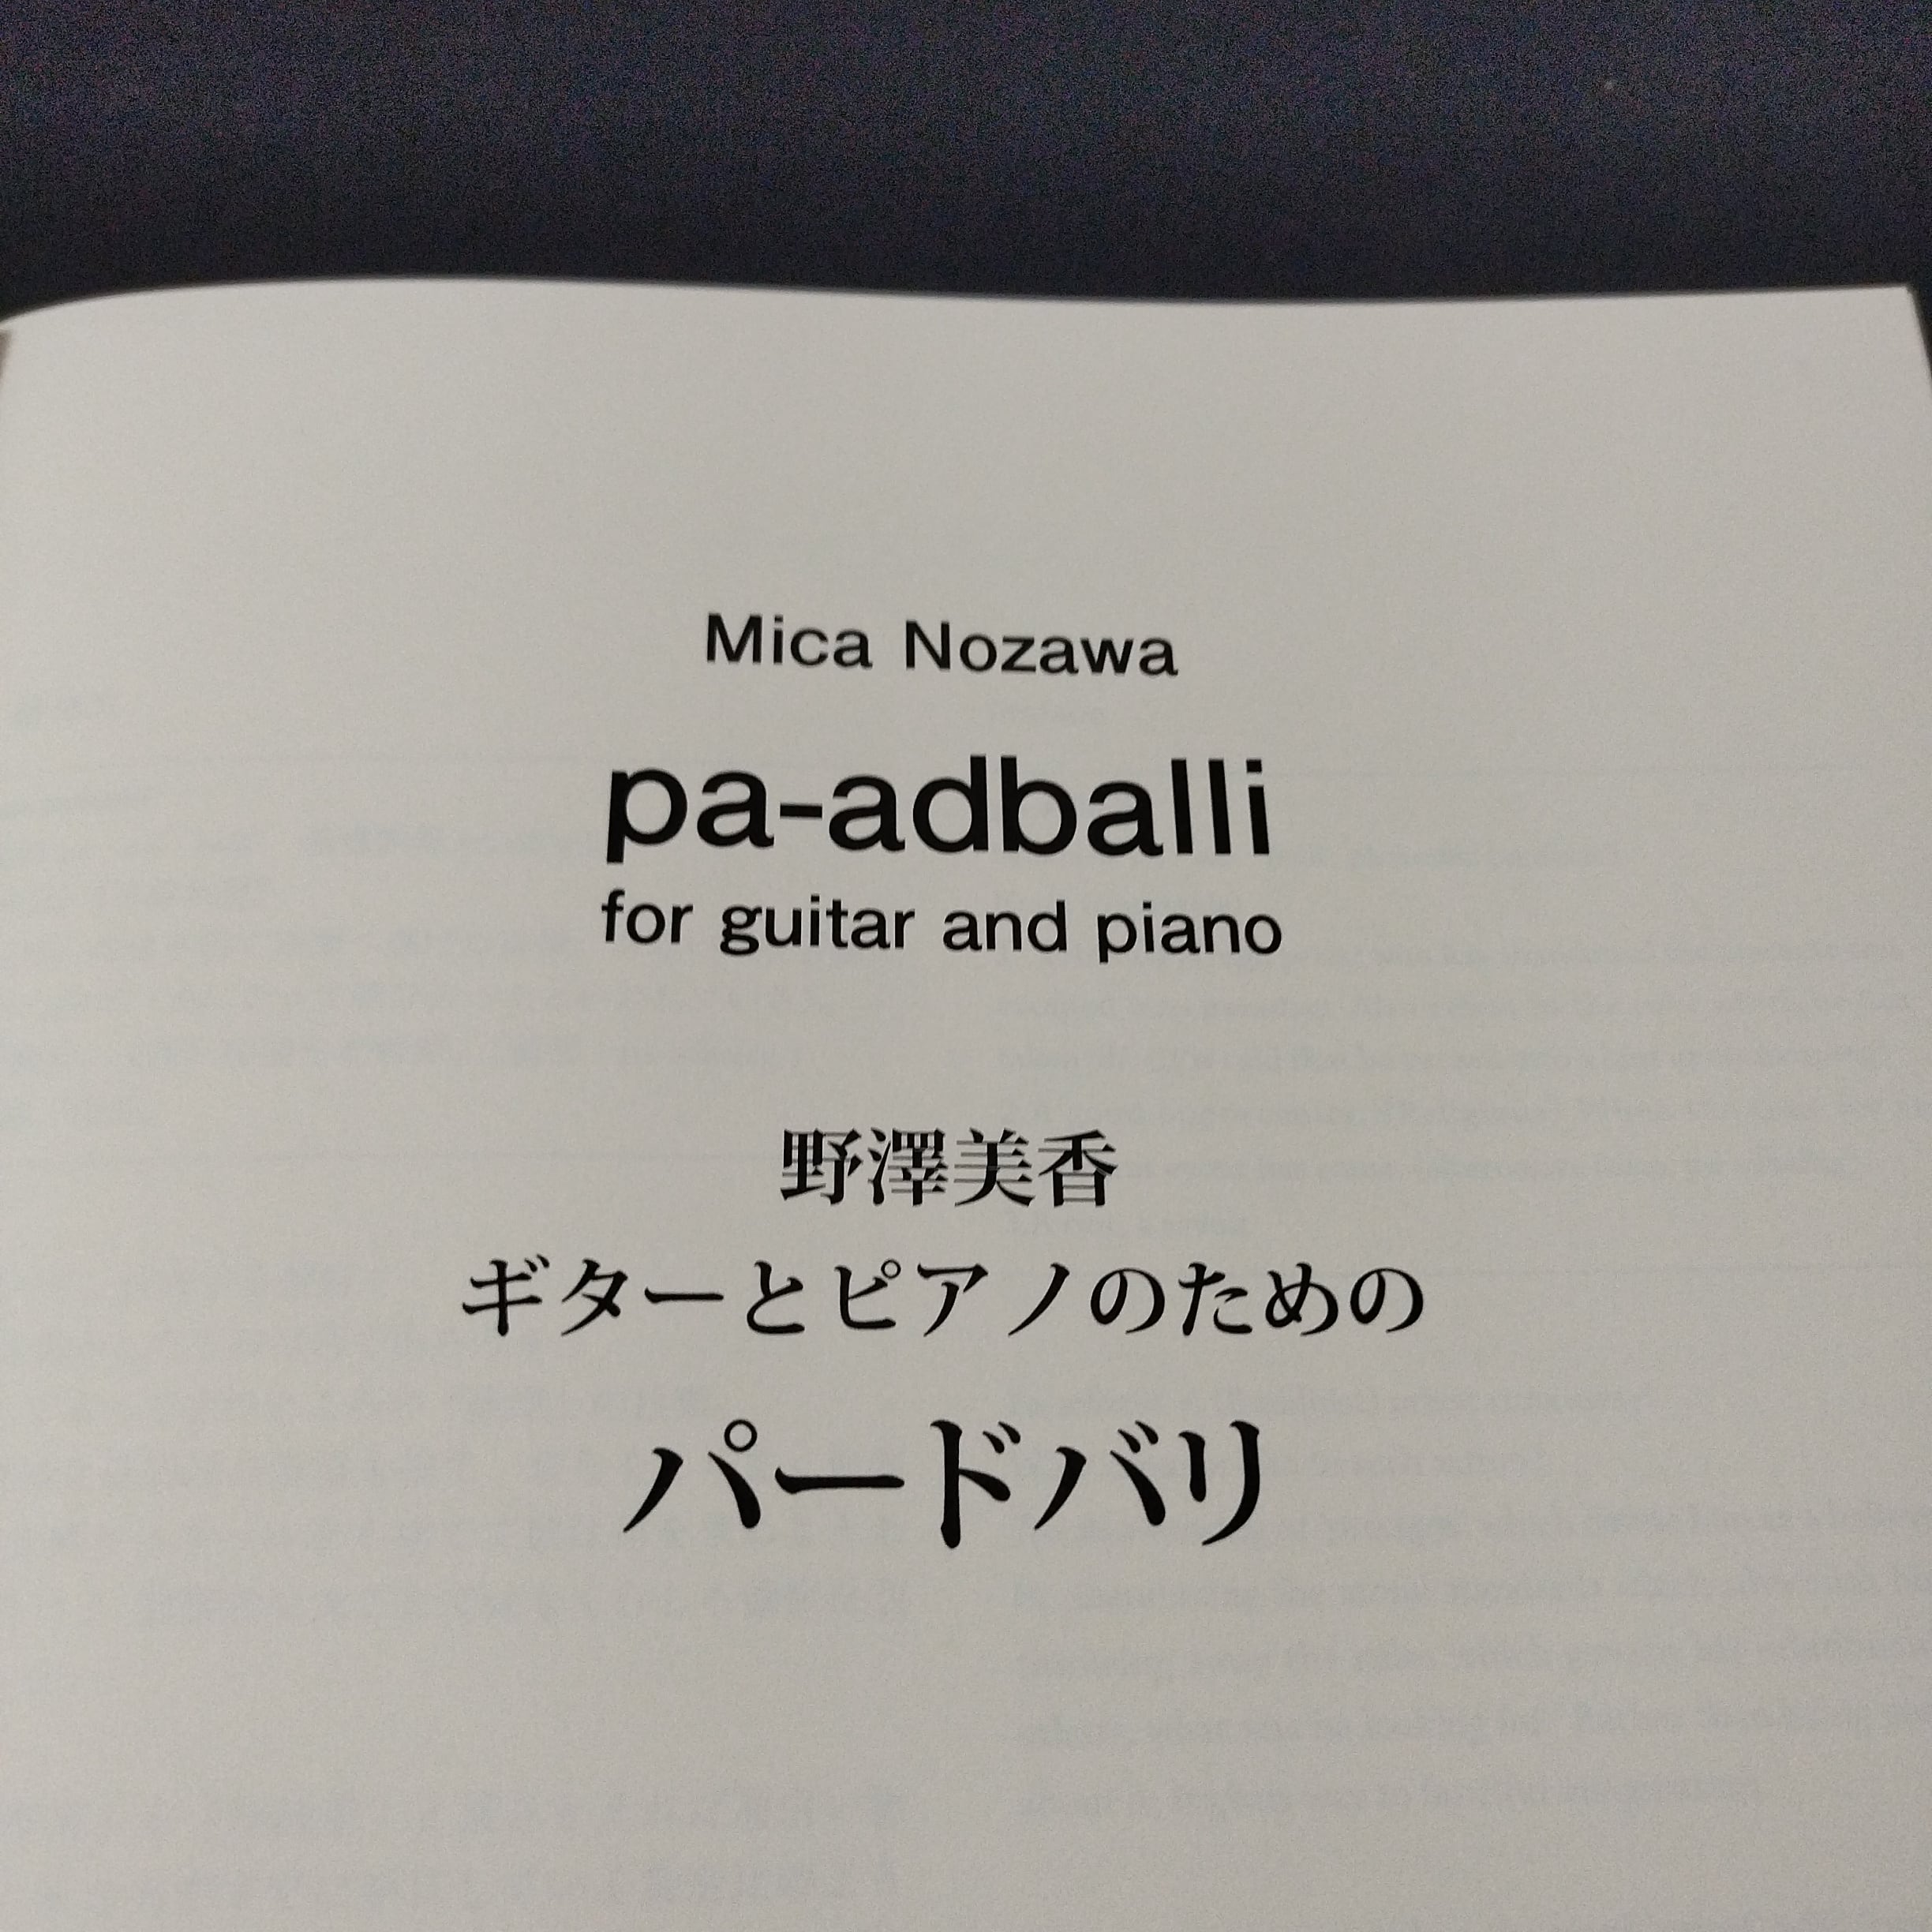 Mica Nozawa
pa-adballi
for guitar and piano
野澤美香
ギターとピアノのための
パードバリ